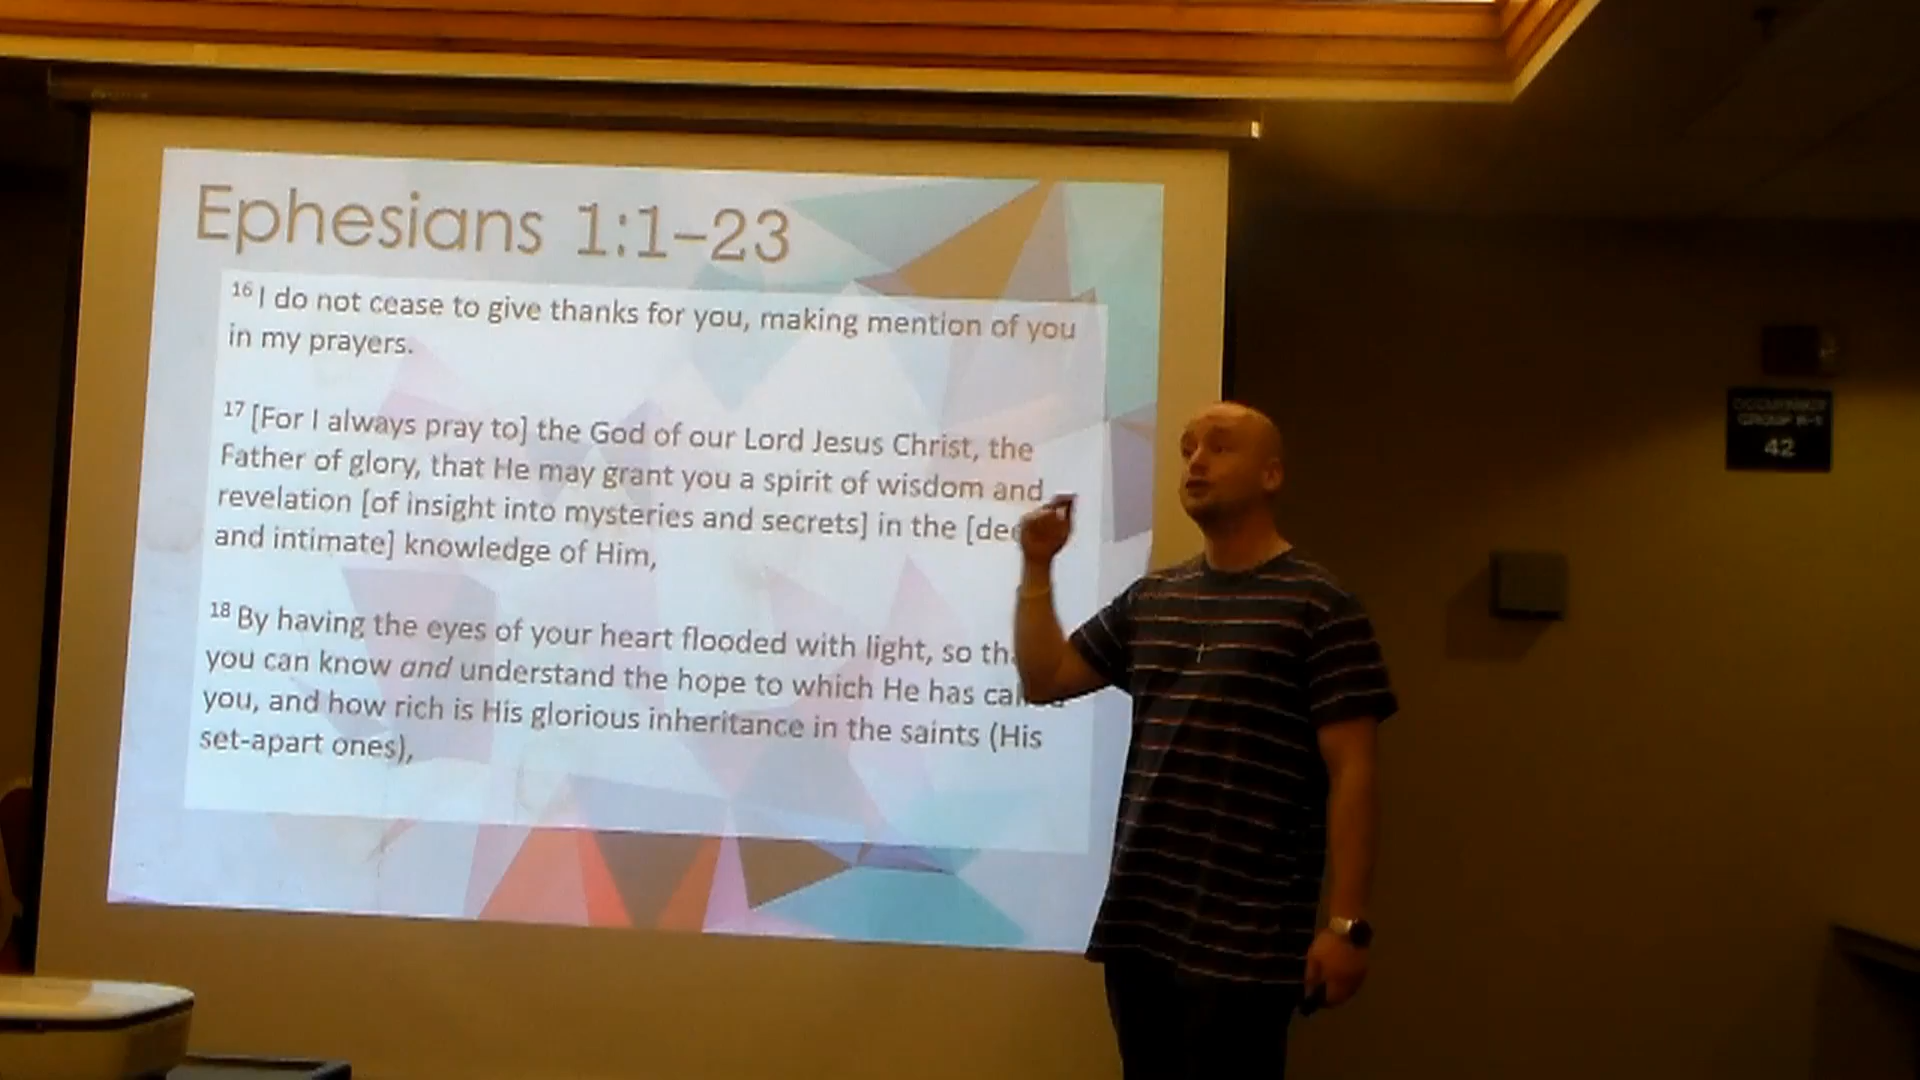 Ephesians 1:1–23
16 I do not cease to give thanks for you, making mention of you
in my prayers.
17 [For I always pray to] the God of our Lord Jesus Christ, the
Father of glory, that He may grant you a spirit of wisdom and
revelation [of insight into mysteries and secrets] in the [dee
and intimate] knowledge of Him,
18 By having the eyes of your heart flooded with light, so tha
you can know and understand the hope to which He has cal
you, and how rich is His glorious inheritance in the saints (His
set-apart ones),
GROUP
42